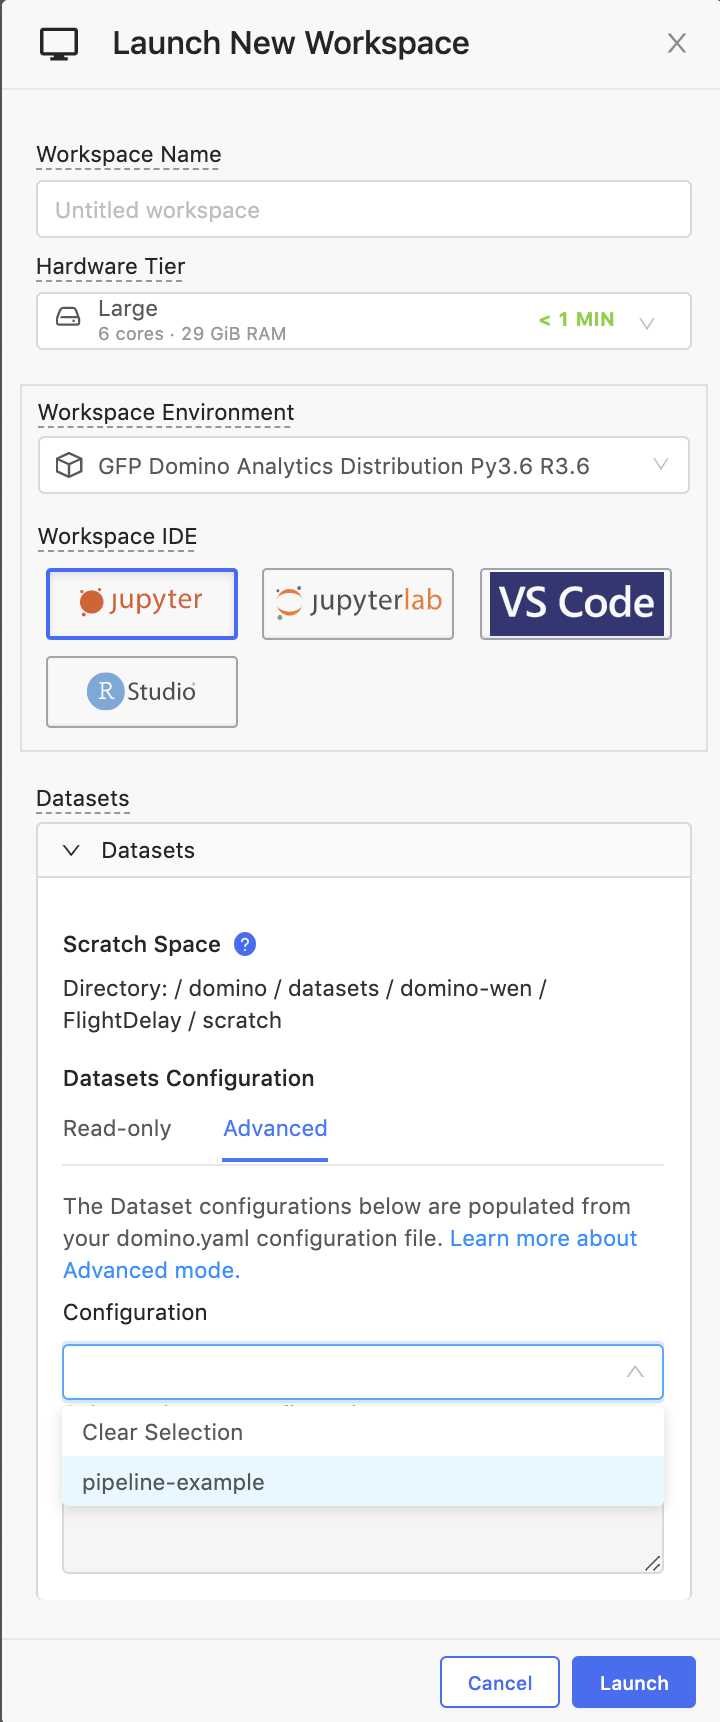 Launch New Workspace
Workspace Name
Untitled workspace
Hardware Tier
Large
6 cores · 29 GiB RAM
< 1 MIN
Workspace Environment
GFP Domino Analytics Distribution Py3.6 R3.6
Workspace IDE
jupyter
jupyterlab
VS Code
R Studio
Datasets
Datasets
Scratch Space ?
Directory: / domino / datasets / domino-wen /
FlightDelay / scratch
Datasets Configuration
Read-only
Advanced
The Dataset configurations below are populated from
your domino.yaml configuration file. Learn more about
Advanced mode.
Configuration
Clear Selection
pipeline-example
Cancel
Launch